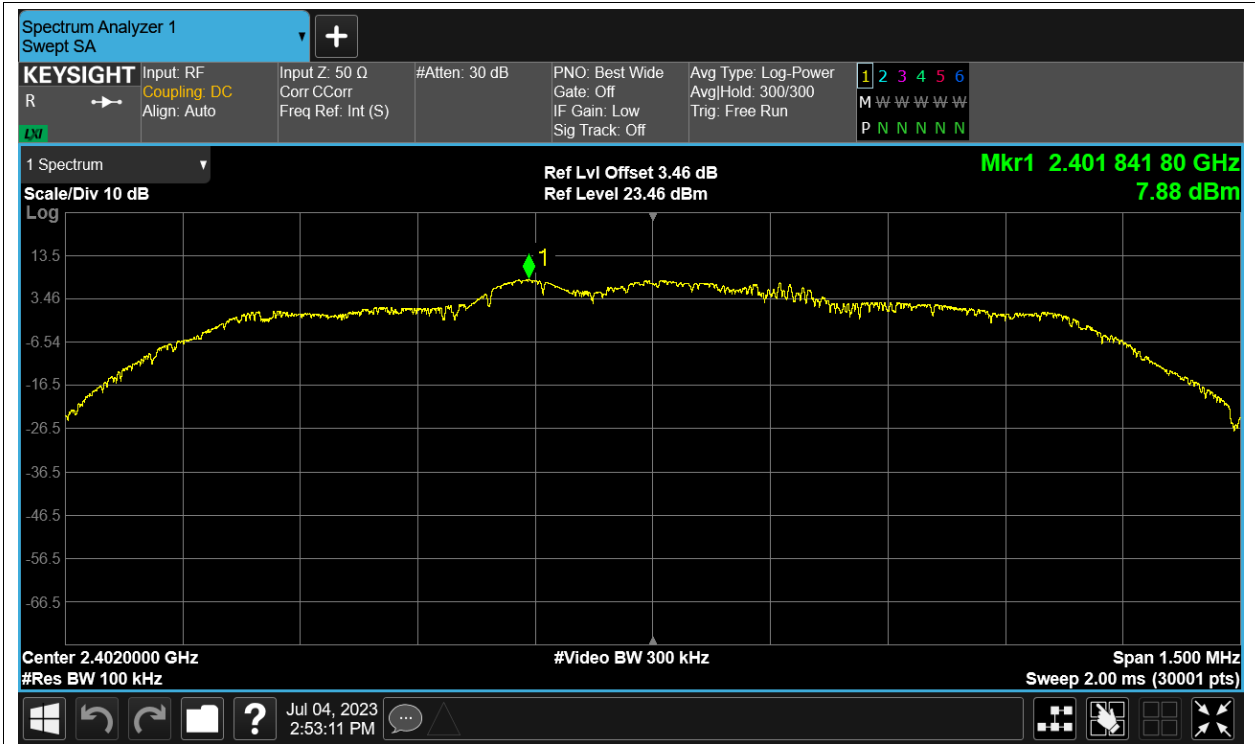 Spectrum Analyzer 1
Swept SA
KEYSIGHT
R
LXI
Input: RF
Coupling: DC
Align: Auto
Input Z: 50 Ω
Corr CCorr
Freq Ref: Int (S)
#Atten: 30 dB
PNO: Best Wide
Gate: Off
IF Gain: Low
Sig Track: Off
Avg Type: Log-Power
Avg|Hold: 300/300
Trig: Free Run
1 2 3 4 5 6
M W W W W W
P N N N N N
1 Spectrum
Scale/Div 10 dB
Log
Ref Lvl Offset 3.46 dB
Ref Level 23.46 dBm
Mkr1 2.401 841 80 GHz
7.88 dBm
1
13.5
3.46
-6.54
-16.5
-26.5
-36.5
-46.5
-56.5
-66.5
Center 2.4020000 GHz
#Video BW 300 kHz
Span 1.500 MHz
#Res BW 100 kHz
Sweep 2.00 ms (30001 pts)
?
Jul 04, 2023
2:53:11 PM